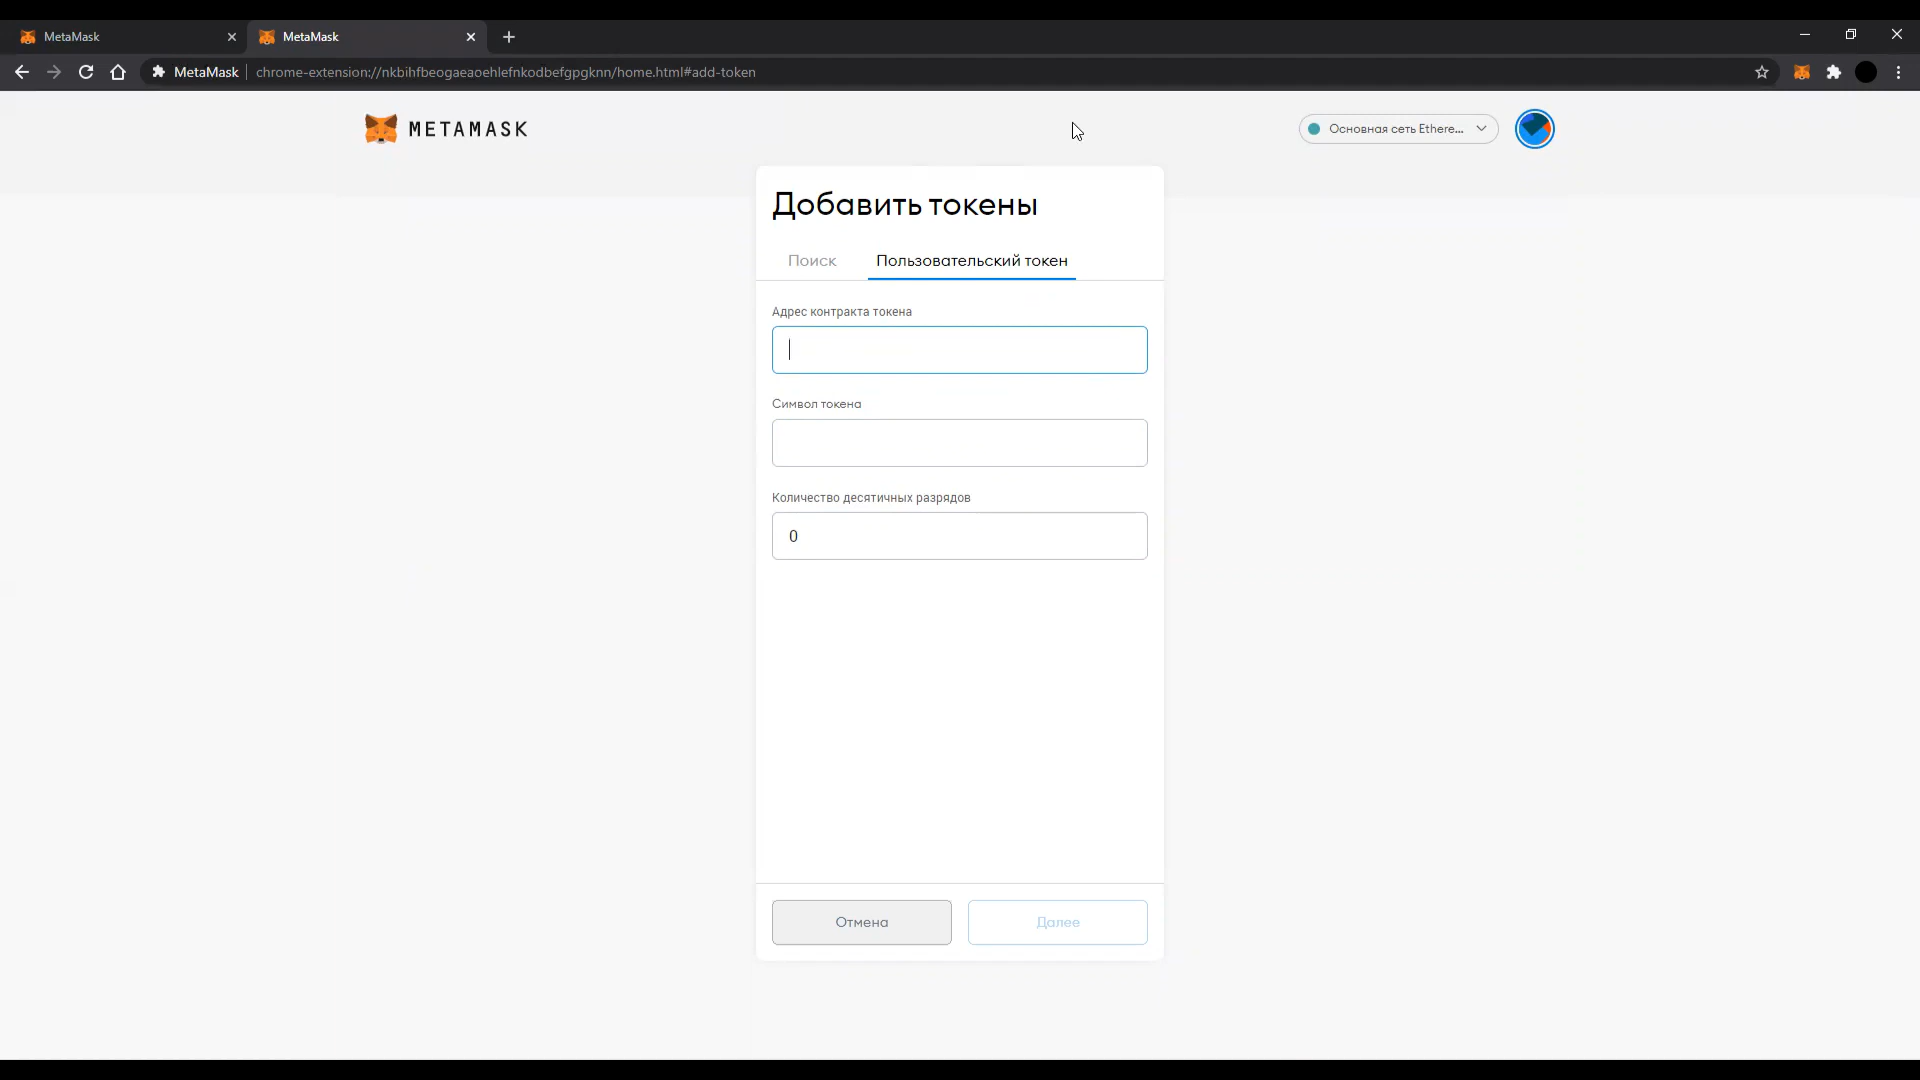 MetaMask
MetaMask
MetaMask
chrome-extension://nkbihfbeogaeaoehlefnkodbefgpgknn/home.html#add-token
METAMASK
Основная сеть Ethere...
Добавить токены
Поиск
Пользовательский токен
Адрес контракта токена
Символ токена
Количество десятичных разрядов
0
Отмена
Далее